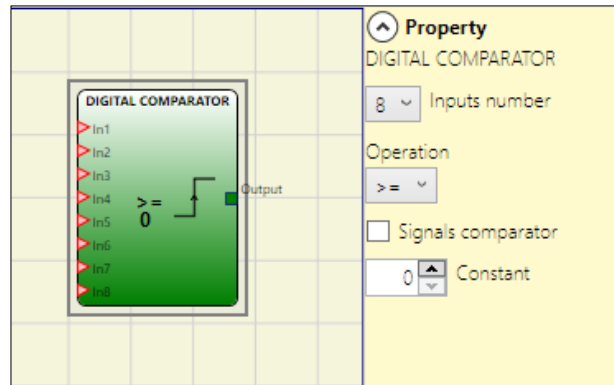 DIGITAL COMPARATOR
In1
In2
In3
In4
In5
In6
In7
In8
>=
0
Output
Property
DIGITAL COMPARATOR
8 Inputs number
Operation
>=
Signals comparator
0 Constant